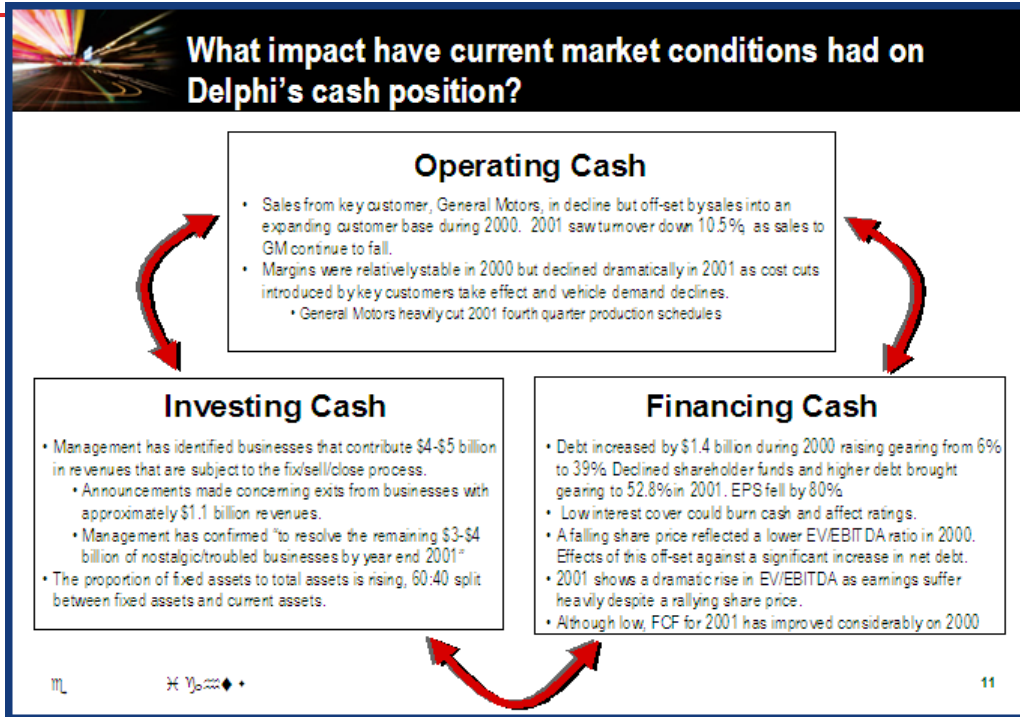 What impact have current market conditions had on
Delphi's cash position?
Operating Cash
• Sales from key customer, General Motors, in decline but off-set by sales into an
expanding customer base during 2000. 2001 saw turnover down 10.5%, as sales to
GM continue to fall.
• Margins were relatively stable in 2000 but declined dramatically in 2001 as cost cuts
introduced by key customers take effect and vehicle demand declines.
• General Motors heavily cut 2001 fourth quarter production schedules
Investing Cash
• Management has identified businesses that contribute $4-$5 billion
in revenues that are subject to the fix/sell/close process.
• Announcements made concerning exits from businesses with
approximately $1.1 billion revenues.
• Management has confirmed "to resolve the remaining $3-$4
billion of nostalgic/troubled businesses by year end 2001"
• The proportion of fixed assets to total assets is rising, 60:40 split
between fixed assets and current assets.
Financing Cash
• Debt increased by $1.4 billion during 2000 raising gearing from 6%
to 39%. Declined shareholder funds and higher debt brought
gearing to 52.8% in 2001. EPS fell by 80%.
• Low interest cover could burn cash and affect ratings.
• A falling share price reflected a lower EV/EBITDA ratio in 2000.
Effects of this off-set against a significant increase in net debt.
• 2001 shows a dramatic rise in EV/EBITDA as earnings suffer
heavily despite a rallying share price.
• Although low, FCF for 2001 has improved considerably on 2000
11